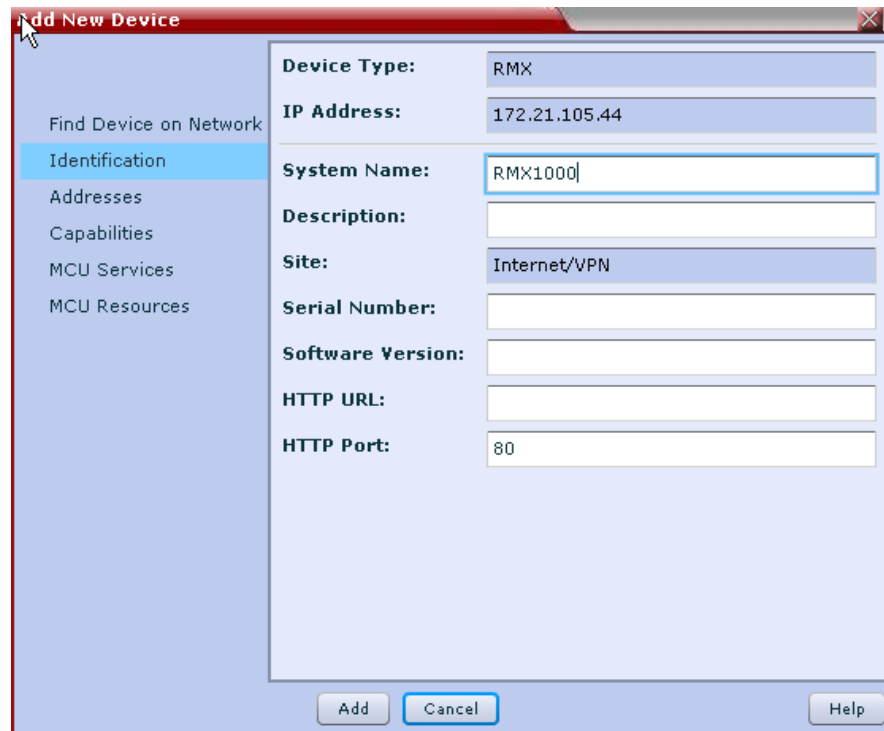 Add New Device
Find Device on Network
Identification
Addresses
Capabilities
MCU Services
MCU Resources
Device Type: RMX
IP Address: 172.21.105.44
System Name: RMX1000
Description:
Site: Internet/VPN
Serial Number:
Software Version:
HTTP URL:
HTTP Port: 80
Add Cancel Help